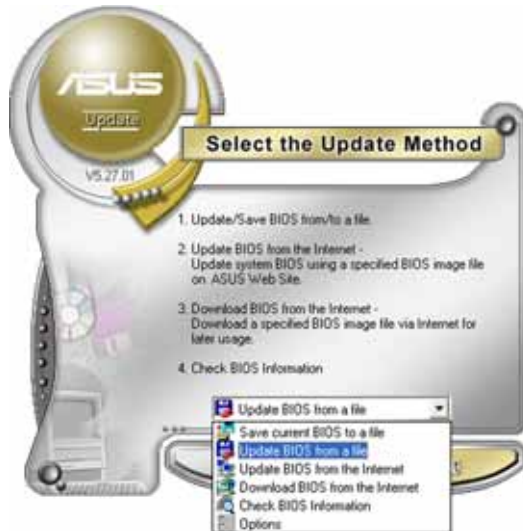 ASUS
Update
V5.27.01
Select the Update Method
1. Update/Save BIOS from/to a file.
2. Update BIOS from the Internet -
Update system BIOS using a specified BIOS image file
on ASUS Web Site.
3. Download BIOS from the Internet -
Download a specified BIOS image file via Internet for
later usage.
4. Check BIOS Information
Update BIOS from a file
Save current BIOS to a file
Update BIOS from a file
Update BIOS from the Internet
Download BIOS from the Internet
Check BIOS Information
Options